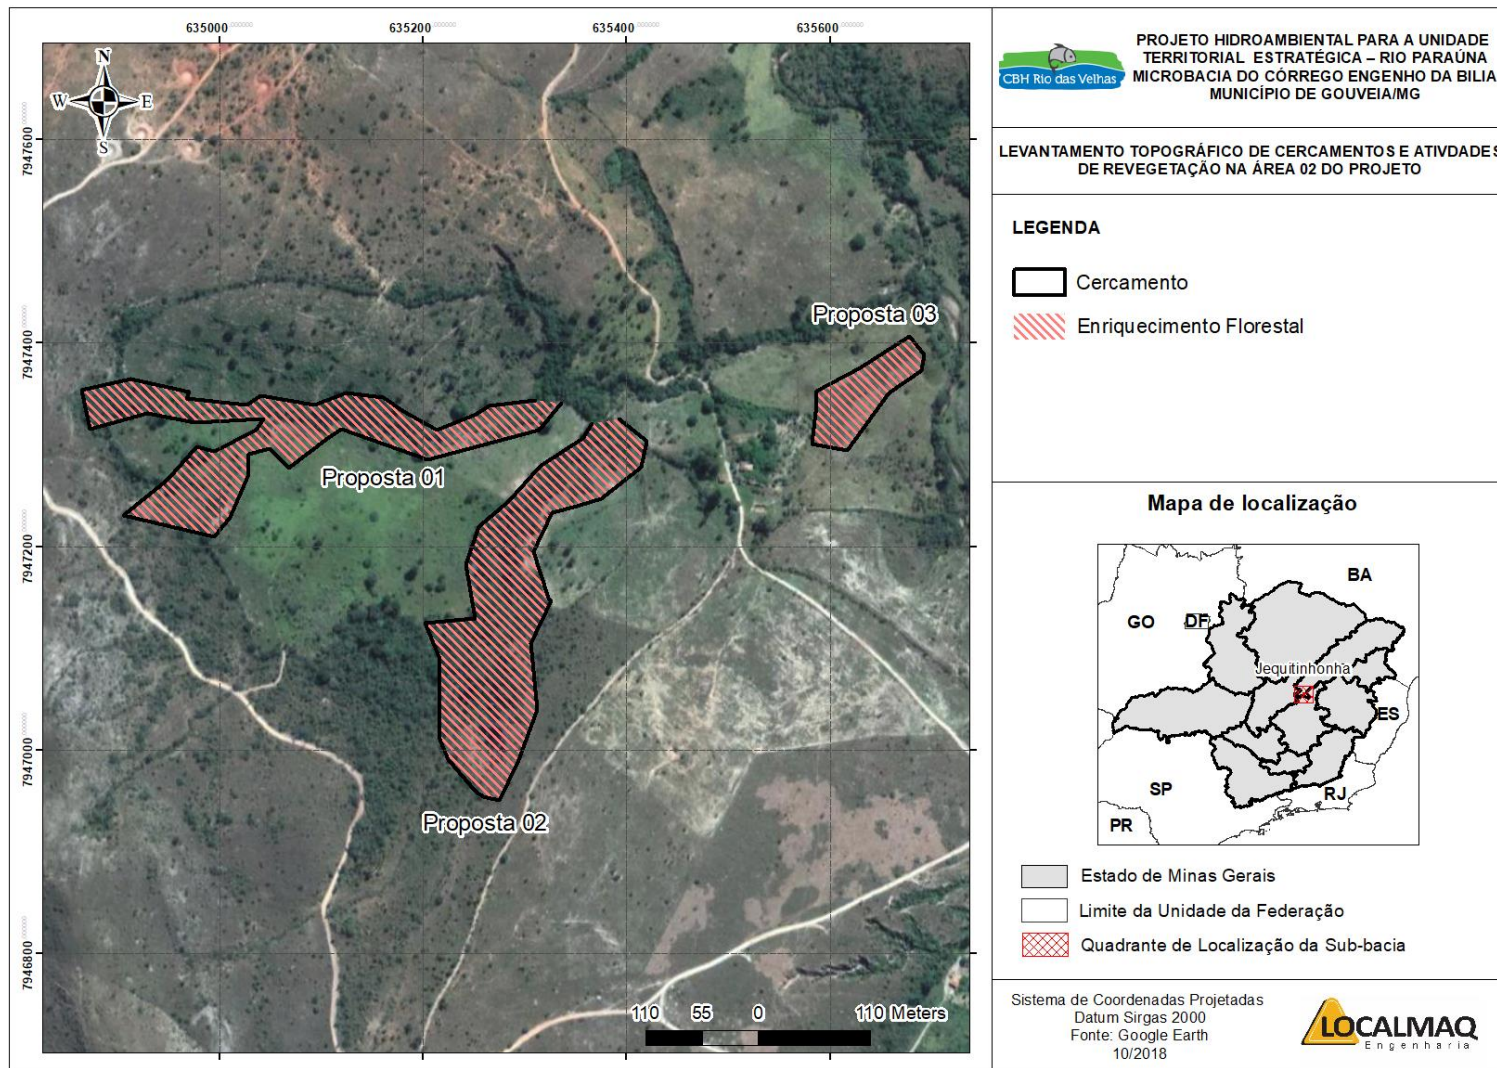 635000
635200
635400
635600
N
W
E
S
7947600
7947400
7947200
7947000
7946800
Proposta 03
Proposta 01
Proposta 02
110 55 0 110 Meters
CBH Rio das Velhas
PROJETO HIDROAMBIENTAL PARA A UNIDADE
TERRITORIAL ESTRATÉGICA – RIO PARAÚNA
MICROBACIA DO CÓRREGO ENGENHO DA BILIA
MUNICÍPIO DE GOUVEIA/MG
LEVANTAMENTO TOPOGRÁFICO DE CERCAMENTOS E ATIVDADES
DE REVEGETAÇÃO NA ÁREA 02 DO PROJETO
LEGENDA
Cercamento
Enriquecimento Florestal
Mapa de localização
BA
GO
DF
Jequitinhonha
ES
SP
RJ
PR
Estado de Minas Gerais
Limite da Unidade da Federação
Quadrante de Localização da Sub-bacia
Sistema de Coordenadas Projetadas
Datum Sirgas 2000
Fonte: Google Earth
10/2018
LOCALMAQ
Engenharia